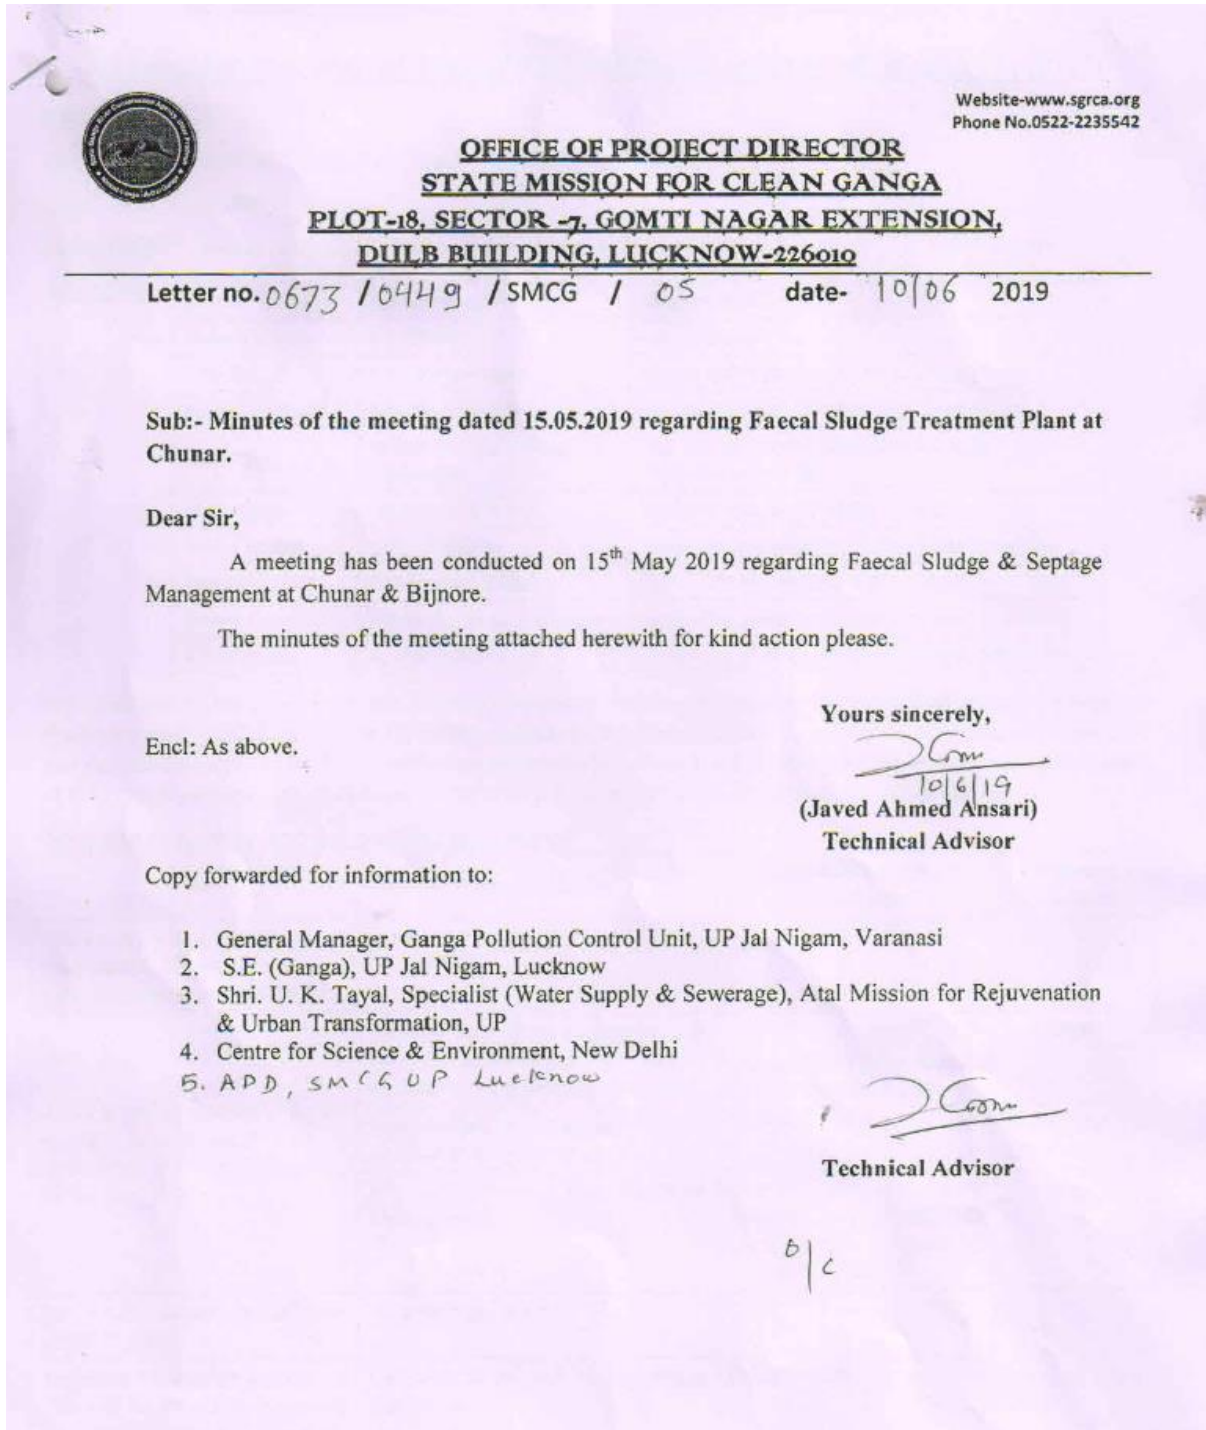 Website-www.sgrca.org
Phone No.0522-2235542
OFFICE OF PROJECT DIRECTOR
STATE MISSION FOR CLEAN GANGA
PLOT-18, SECTOR -7, GOMTI NAGAR EXTENSION,
DULB BUILDING, LUCKNOW-226010
Letter no. 0673 / 0449 / SMCG / 05 date- 10/06 2019
Sub:- Minutes of the meeting dated 15.05.2019 regarding Faecal Sludge Treatment Plant at
Chunar.
Dear Sir,
A meeting has been conducted on 15th May 2019 regarding Faecal Sludge & Septage
Management at Chunar & Bijnore.
The minutes of the meeting attached herewith for kind action please.
Yours sincerely,
Encl: As above.
10/6/19
(Javed Ahmed Ansari)
Technical Advisor
Copy forwarded for information to:
1. General Manager, Ganga Pollution Control Unit, UP Jal Nigam, Varanasi
2. S.E. (Ganga), UP Jal Nigam, Lucknow
3. Shri. U. K. Tayal, Specialist (Water Supply & Sewerage), Atal Mission for Rejuvenation
& Urban Transformation, UP
4. Centre for Science & Environment, New Delhi
5. APD, SMCG UP Lucknow
Technical Advisor
O/C